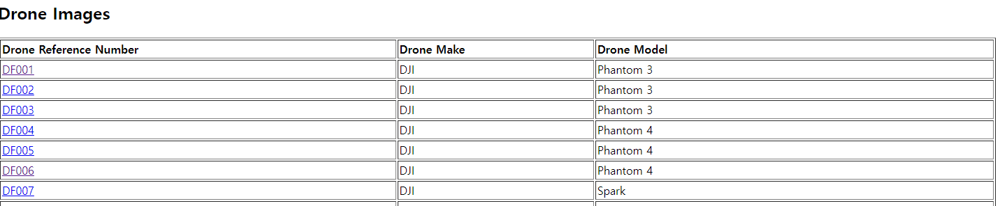 Drone Images
Drone Reference Number Drone Make Drone Model
DF001 DJI Phantom 3
DF002 DJI Phantom 3
DF003 DJI Phantom 3
DF004 DJI Phantom 4
DF005 DJI Phantom 4
DF006 DJI Phantom 4
DF007 DJI Spark